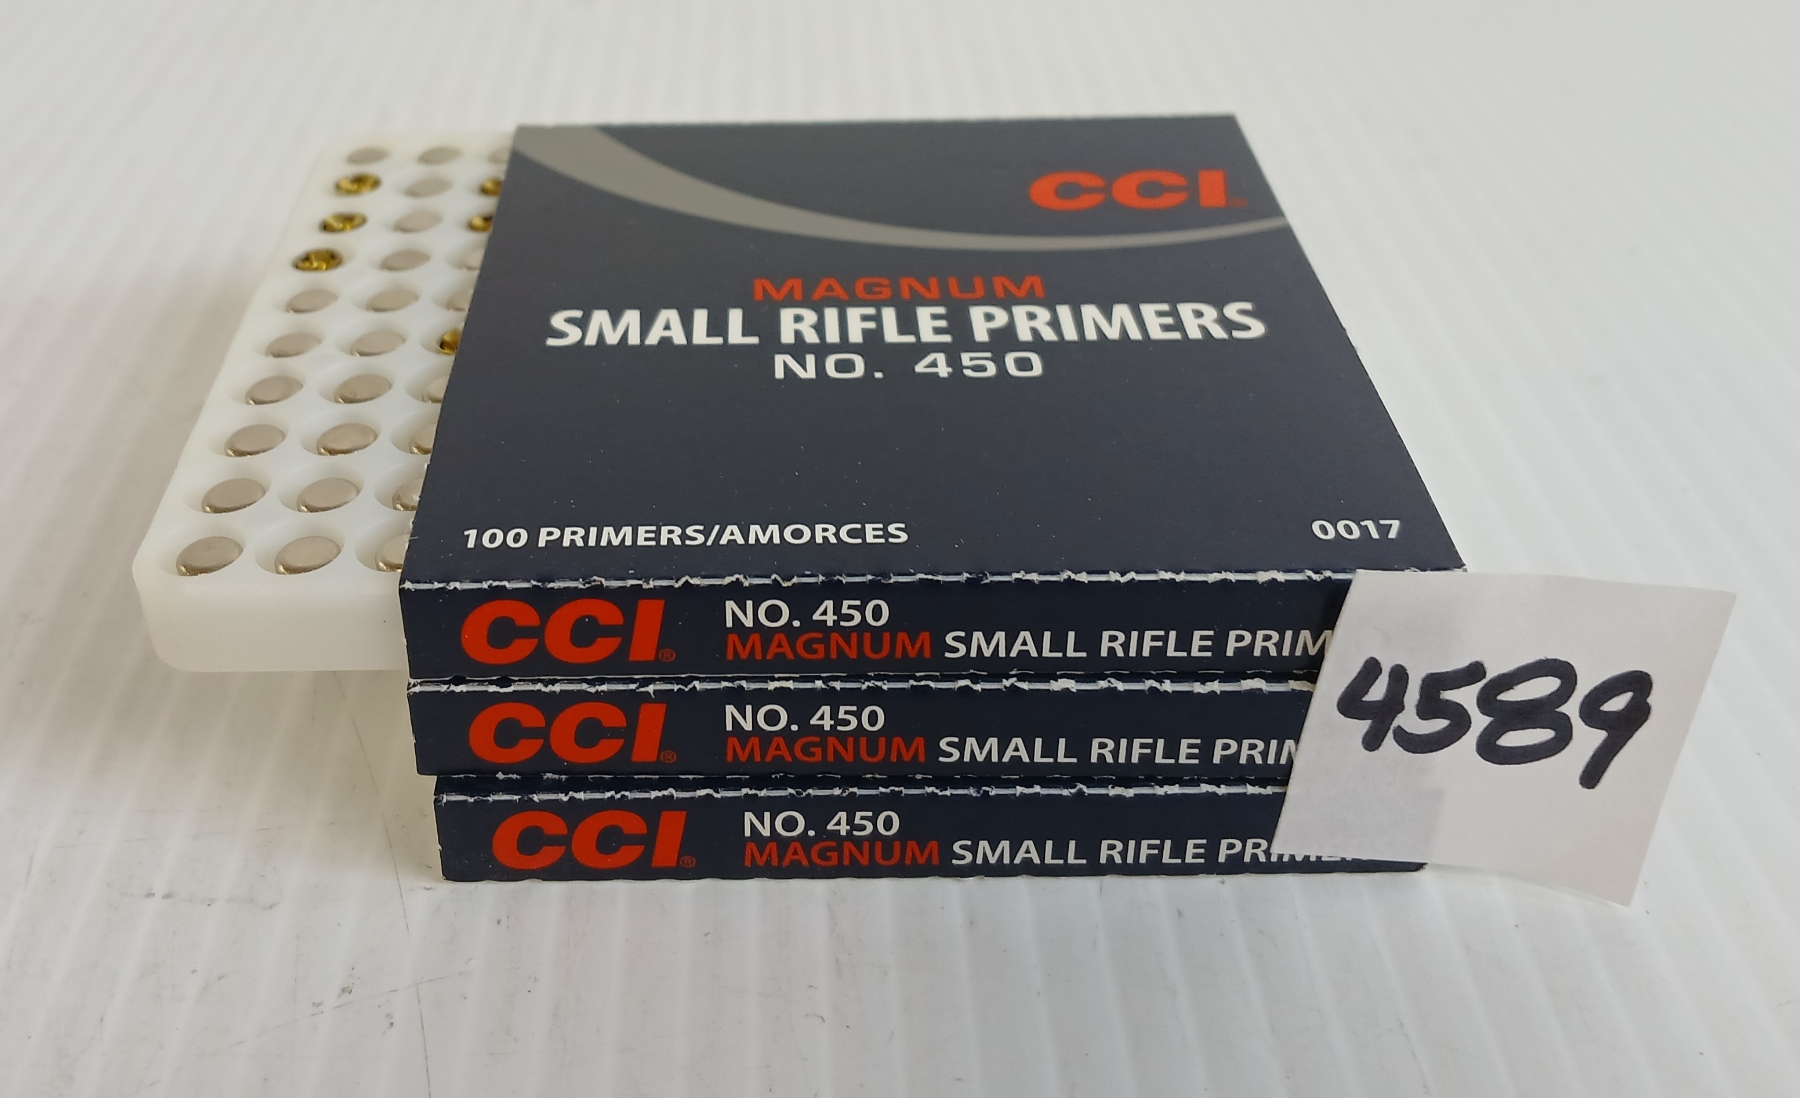 CCI
MAGNUM
SMALL RIFLE PRIMERS
NO. 450
100 PRIMERS/AMORCES 0017
CCI® NO. 450
MAGNUM SMALL RIFLE PRIM
CCI® NO. 450
MAGNUM SMALL RIFLE PRIM
CCI® NO. 450
MAGNUM SMALL RIFLE PRIMER
4589